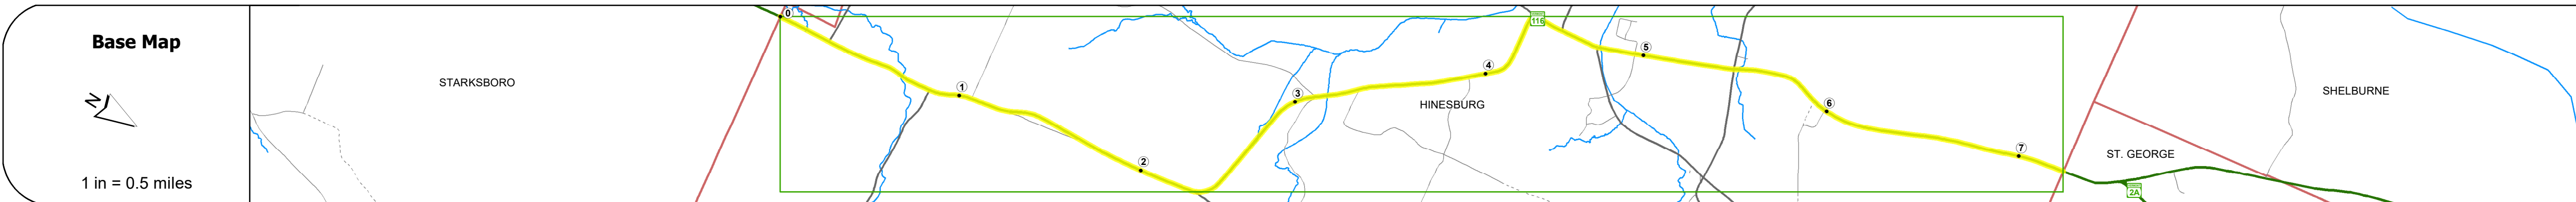 Base Map
N
1 in = 0.5 miles
STARKSBORO
0
1
2
3
4
HINESBURG
116
5
6
7
ST. GEORGE
2A
SHELBURNE